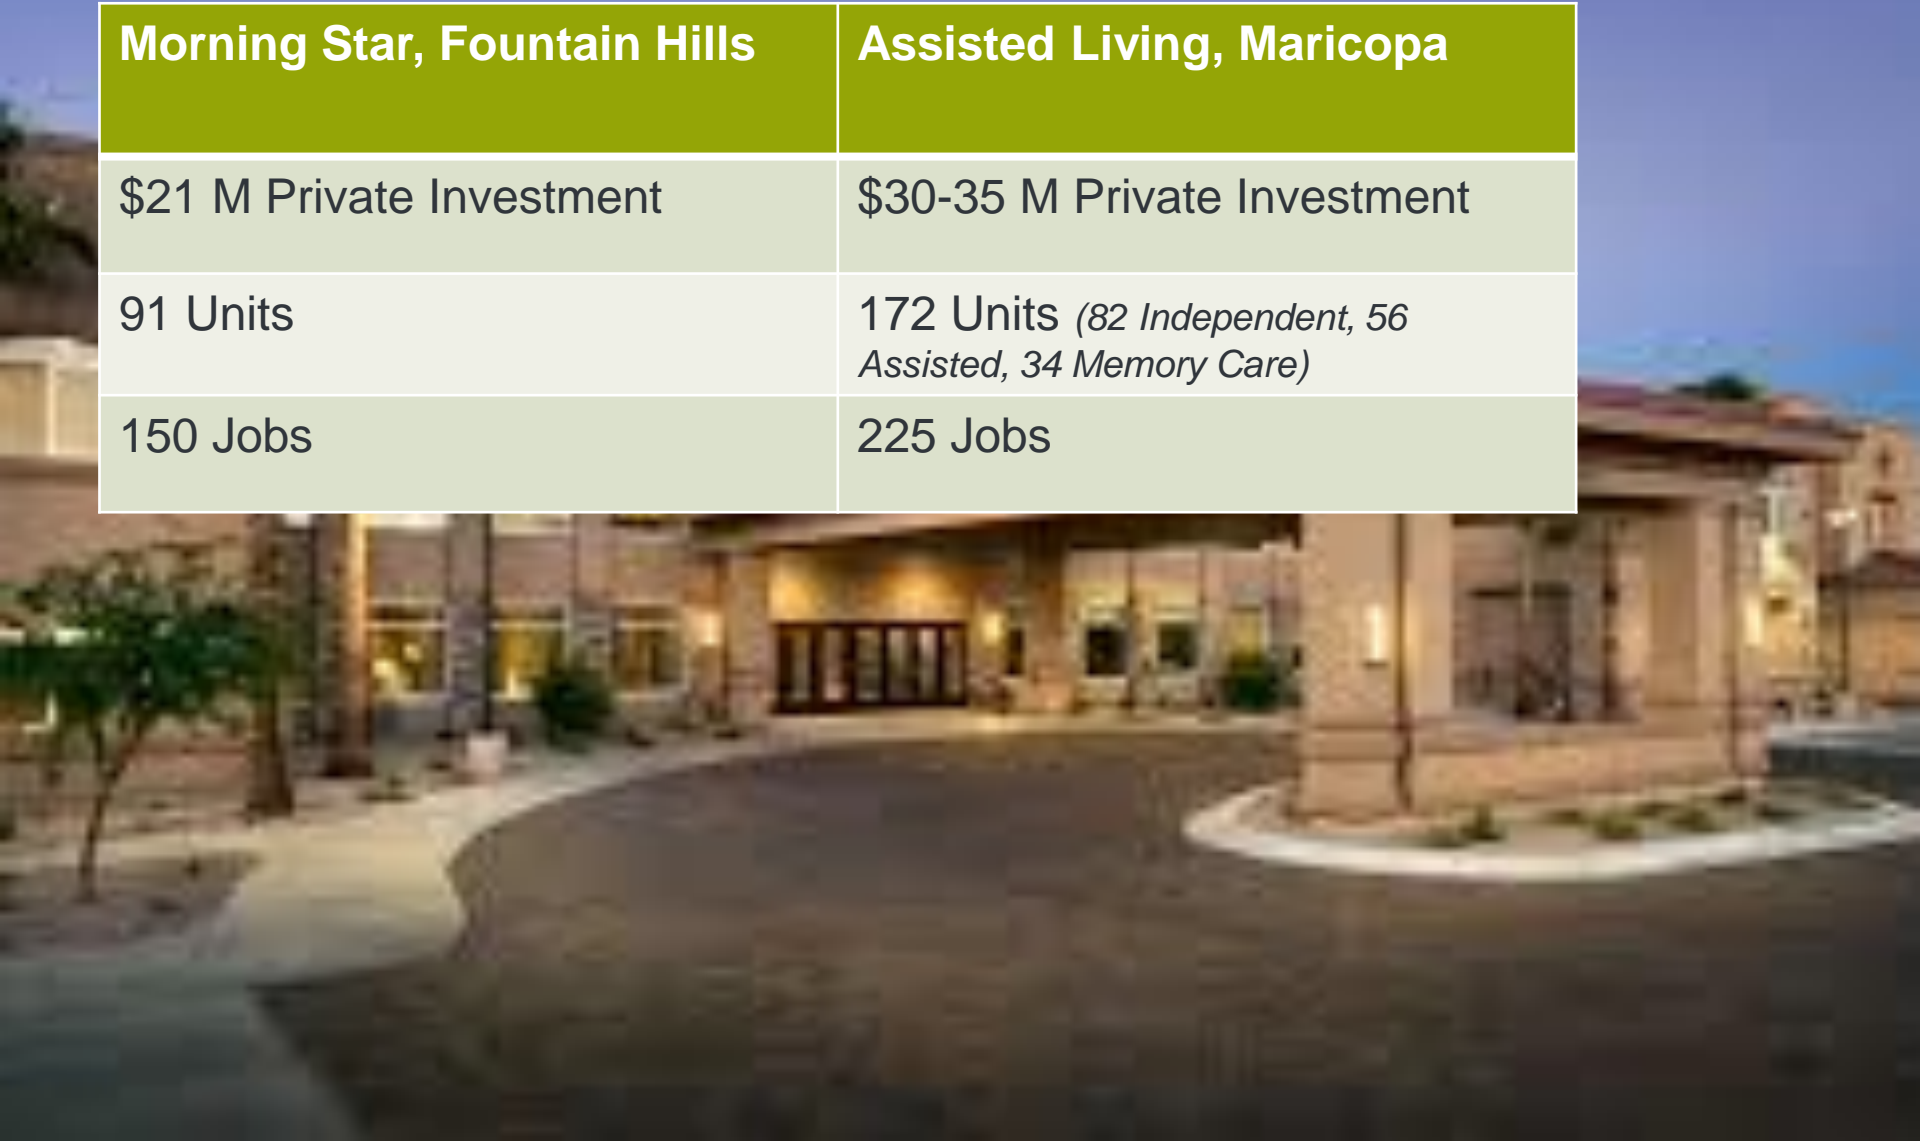 Morning Star, Fountain Hills
Assisted Living, Maricopa
$21 M Private Investment
$30-35 M Private Investment
91 Units
172 Units (82 Independent, 56
Assisted, 34 Memory Care)
150 Jobs
225 Jobs